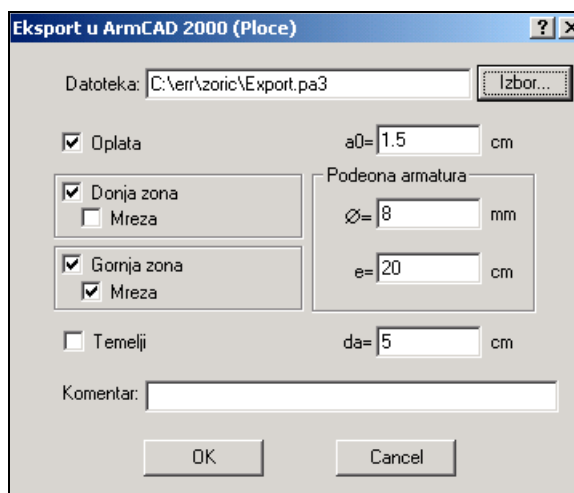 Eksport u ArmCAD 2000 (Ploce)
Datoteka: C:\err\zoric\Export.pa3 Izbor...
Oplata a0= 1.5 cm
Donja zona Podeona armatura
Mreza Ø= 8 mm
Gornja zona e= 20 cm
Mreza
Temelji da= 5 cm
Komentar:
OK Cancel